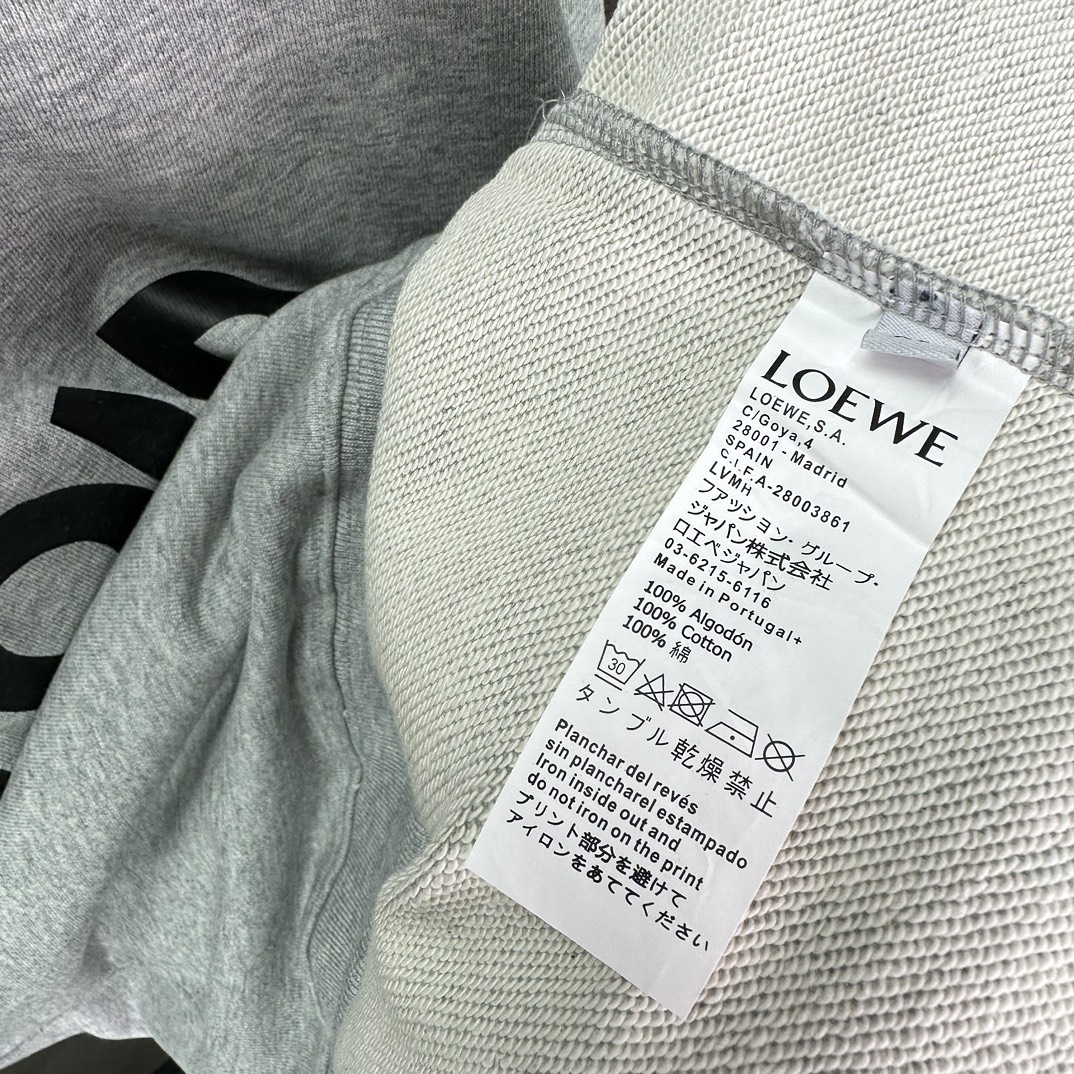 LOEWE
LOEWE,S.A.
C/Goya,4
28001 - Madrid
SPAIN
C.I.F.A-28003861
LVMH
ファッション・グループ・
ジャパン株式会社
ロエベジャパン
03-6215-6116
Made in Portugal+
100% Algodón
100% Cotton
100% 綿
30
タンブル乾燥禁止
Planchar del revés
sin plancharel estampado
Iron inside out and
do not iron on the print
プリント部分を避けて
アイロンをあててください